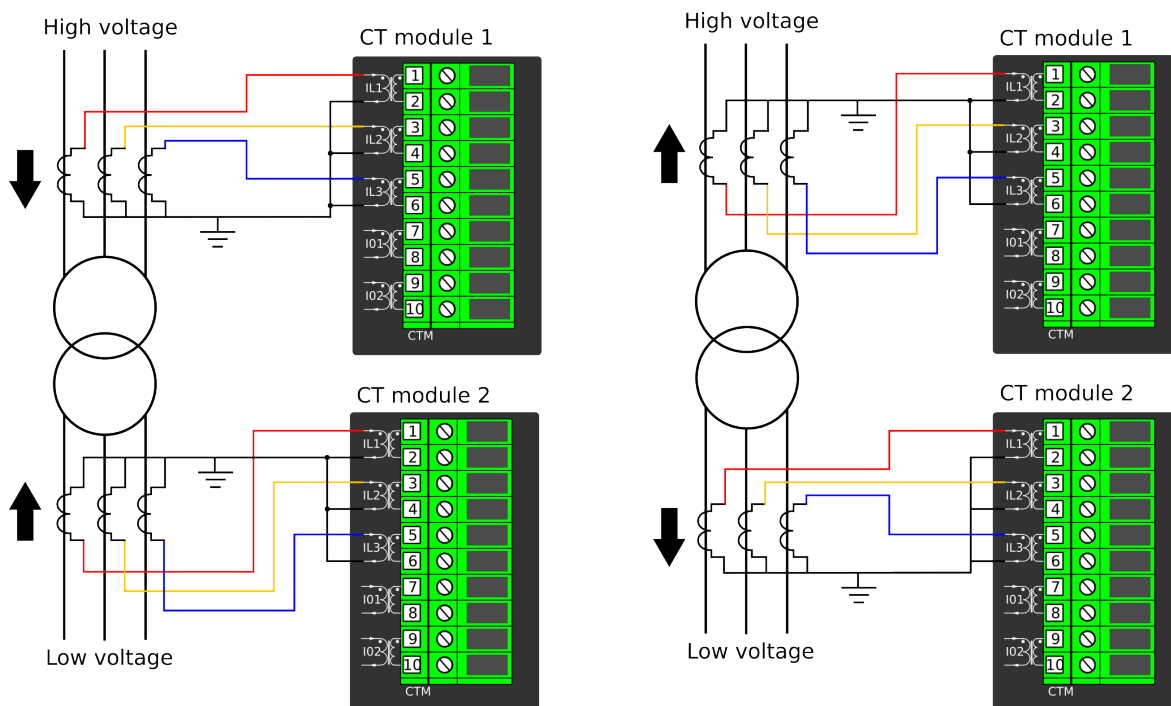 High voltage
CT module 1
IL1
1
2
IL2
3
4
IL3
5
6
I01
7
8
I02
9
10
CTM
CT module 2
IL1
1
2
IL2
3
4
IL3
5
6
I01
7
8
I02
9
10
CTM
Low voltage
High voltage
CT module 1
IL1
1
2
IL2
3
4
IL3
5
6
I01
7
8
I02
9
10
CTM
CT module 2
IL1
1
2
IL2
3
4
IL3
5
6
I01
7
8
I02
9
10
CTM
Low voltage